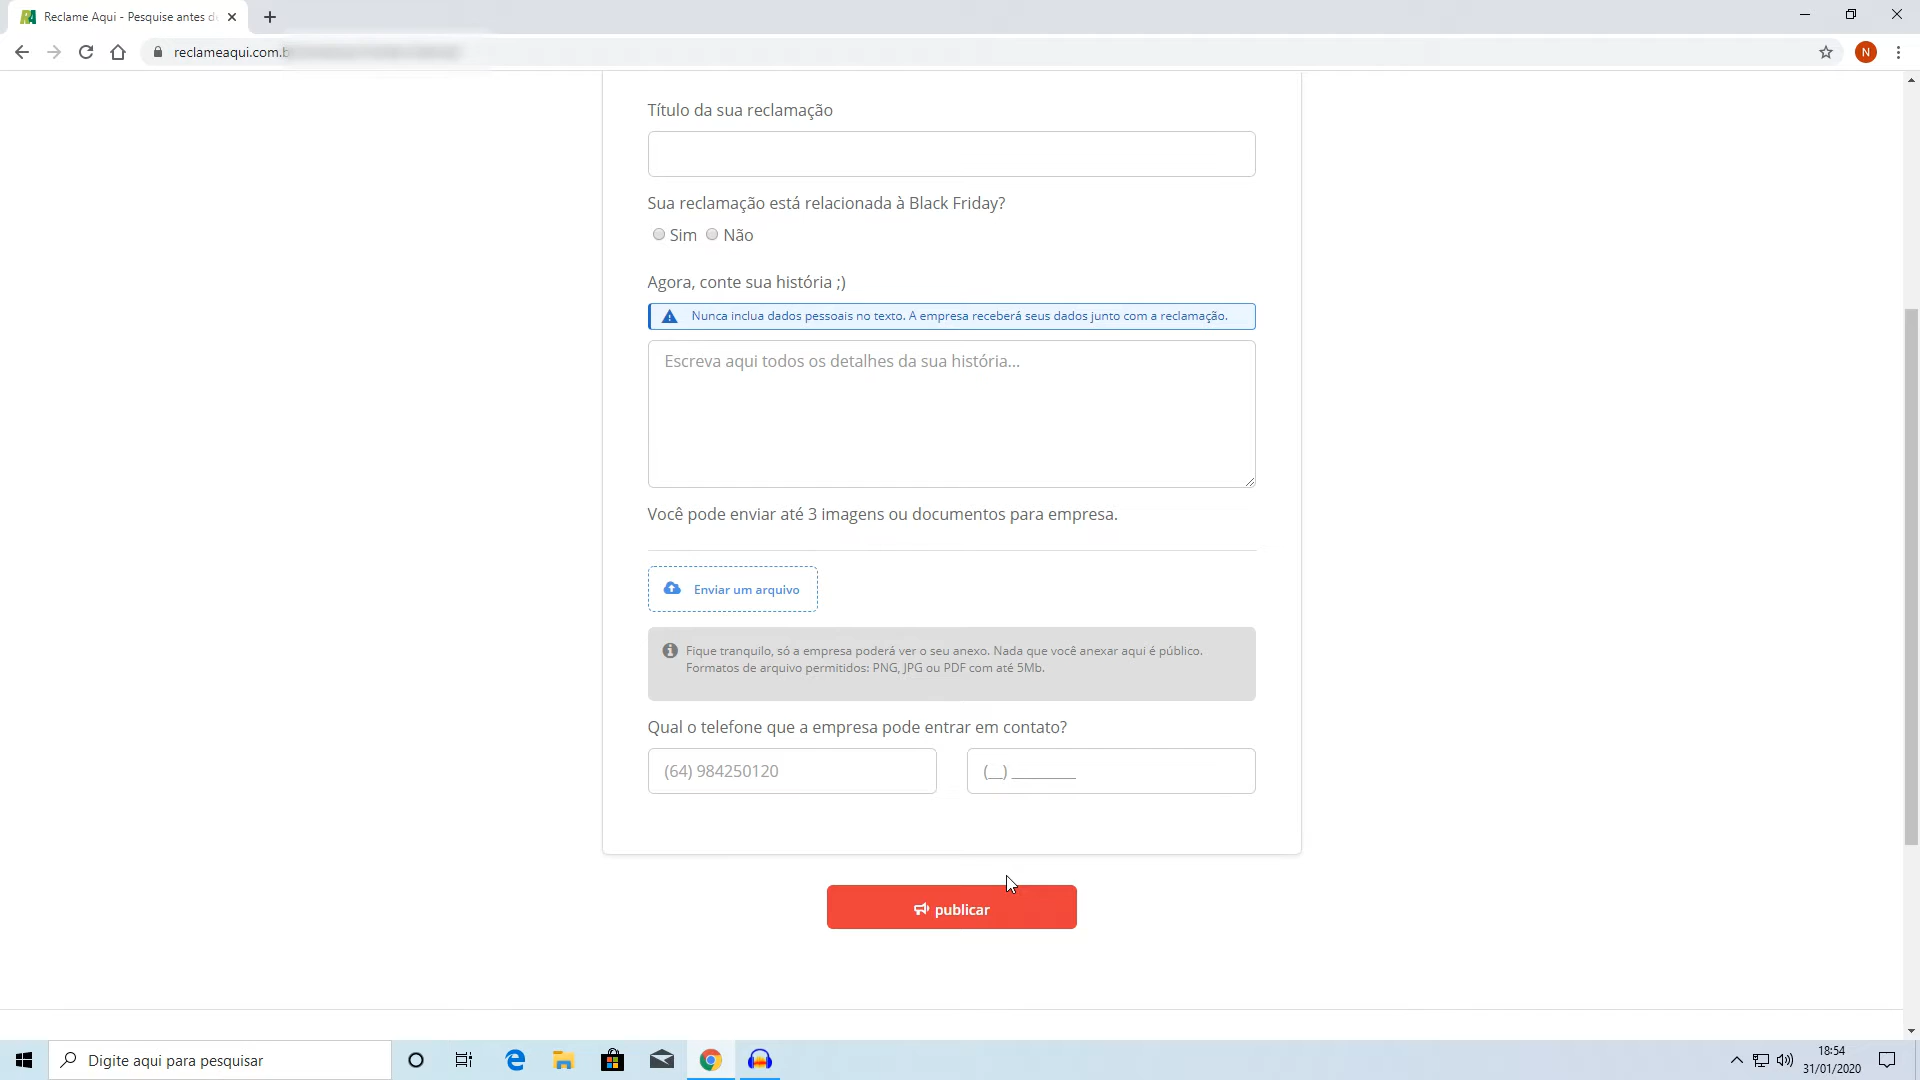 Reclame Aqui - Pesquise antes d
reclameaqui.com.b
N
Título da sua reclamação
Sua reclamação está relacionada à Black Friday?
Sim Não
Agora, conte sua história ;)
Nunca inclua dados pessoais no texto. A empresa receberá seus dados junto com a reclamação.
Escreva aqui todos os detalhes da sua história...
Você pode enviar até 3 imagens ou documentos para empresa.
Enviar um arquivo
Fique tranquilo, só a empresa poderá ver o seu anexo. Nada que você anexar aqui é público.
Formatos de arquivo permitidos: PNG, JPG ou PDF com até 5Mb.
Qual o telefone que a empresa pode entrar em contato?
(64) 984250120 (__) _________
publicar
Digite aqui para pesquisar
18:54
31/01/2020